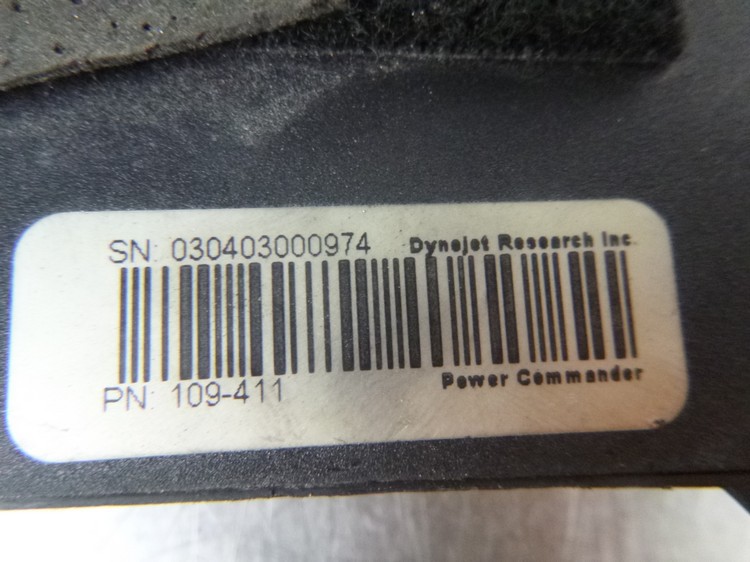 SN: 030403000974 Dynojet Research Inc.
PN: 109-411 Power Commander